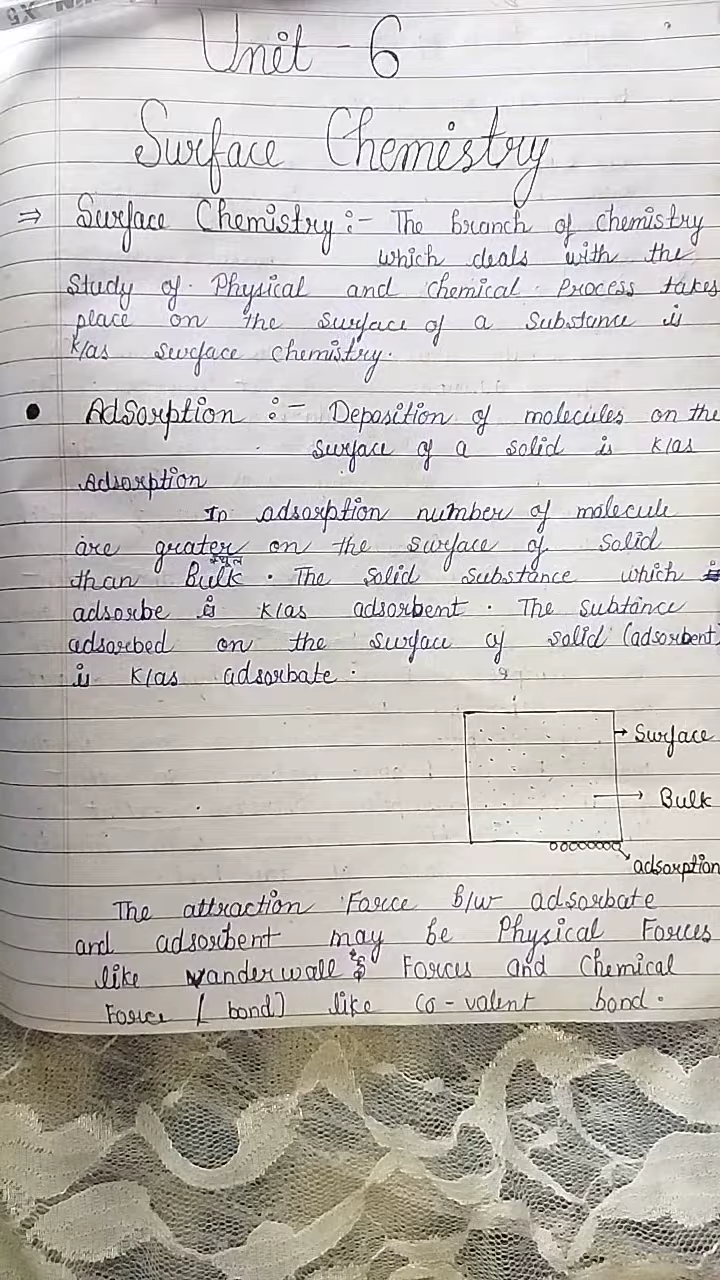 Unit - 6
Surface Chemistry
⇒ Surface Chemistry :- The branch of chemistry
which deals with the
Study of Physical and chemical Process takes
place on the surface of a substance is
K/as surface chemistry.
• AdSorption :- Deposition of molecules on the
surface of a solid is K/as
Adsorption
In adsorption number of molecule
are grater on the surface of solid
than Bulk. The solid substance which
adsorbe is K/as adsorbent. The subtance
adsorbed on the surface of solid (adsorbent)
is K/as adsorbate.
→ Surface
→ Bulk
adsorption
The attraction Force b/w adsorbate
and adsorbent may be Physical Forces
like Vanderwall's Forces and Chemical
Force (bond) like Co-valent bond.